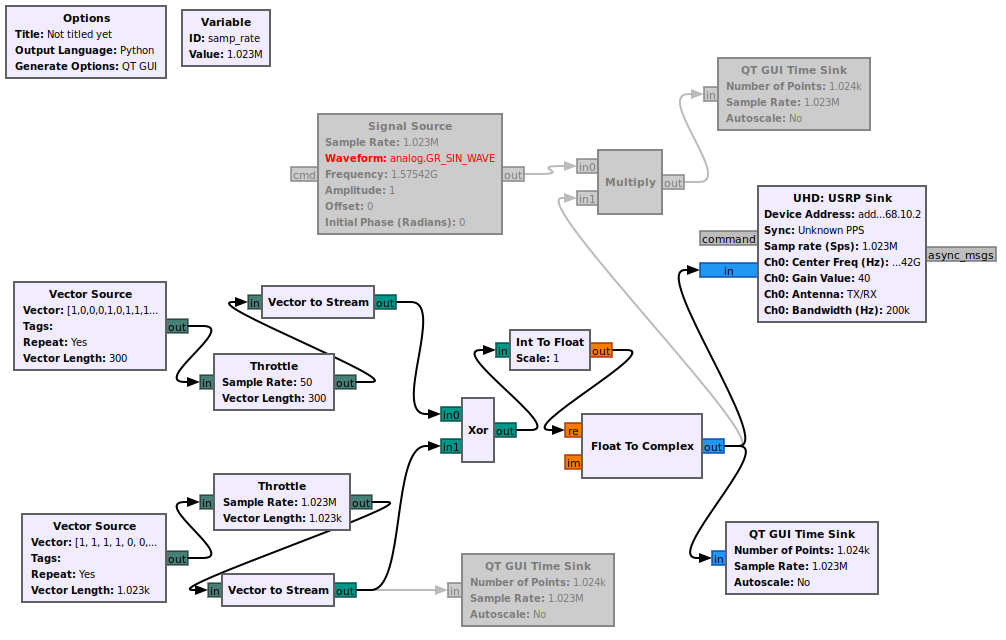 Options
Title: Not titled yet
Output Language: Python
Generate Options: QT GUI
Variable
ID: samp_rate
Value: 1.023M
QT GUI Time Sink
Number of Points: 1.024k
Sample Rate: 1.023M
Autoscale: No
in
Signal Source
Sample Rate: 1.023M
Waveform: analog.GR_SIN_WAVE
Frequency: 1.57542G
Amplitude: 1
Offset: 0
Initial Phase (Radians): 0
cmd
out
in0
in1
Multiply
out
UHD: USRP Sink
Device Address: add...68.10.2
Sync: Unknown PPS
Samp rate (Sps): 1.023M
Ch0: Center Freq (Hz): ...42G
Ch0: Gain Value: 40
Ch0: Antenna: TX/RX
Ch0: Bandwidth (Hz): 200k
command
in
async_msgs
Vector Source
Vector: [1,0,0,0,1,0,1,1,1...
Tags:
Repeat: Yes
Vector Length: 300
out
in
Vector to Stream
out
Throttle
Sample Rate: 50
Vector Length: 300
in
out
in
Int To Float
Scale: 1
out
in0
in1
Xor
out
re
im
Float To Complex
out
Throttle
Sample Rate: 1.023M
Vector Length: 1.023k
in
out
Vector Source
Vector: [1, 1, 1, 1, 0, 0,...
Tags:
Repeat: Yes
Vector Length: 1.023k
out
in
Vector to Stream
out
QT GUI Time Sink
Number of Points: 1.024k
Sample Rate: 1.023M
Autoscale: No
in
QT GUI Time Sink
Number of Points: 1.024k
Sample Rate: 1.023M
Autoscale: No
in